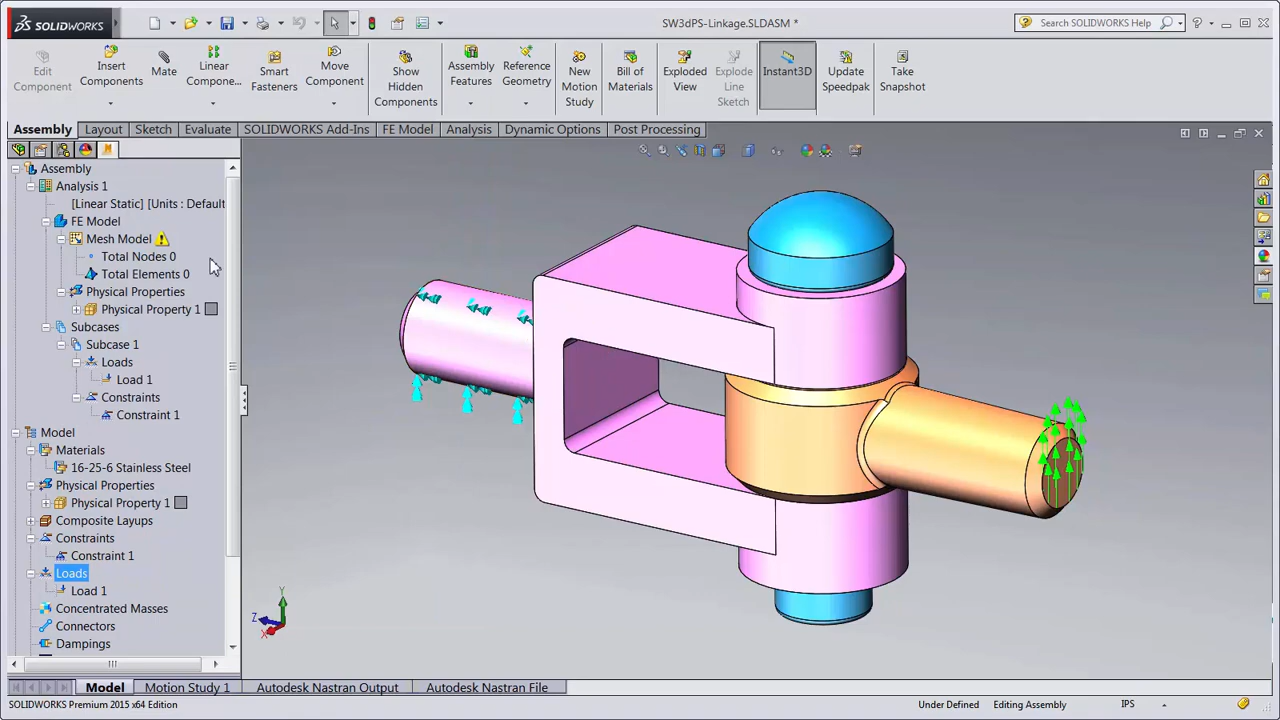 SOLIDWORKS
SW3dPS-Linkage.SLDASM *
Search SOLIDWORKS Help
Edit Component
Insert Components
Mate
Linear Compone...
Smart Fasteners
Move Component
Show Hidden Components
Assembly Features
Reference Geometry
New Motion Study
Bill of Materials
Exploded View
Explode Line Sketch
Instant3D
Update Speedpak
Take Snapshot
Assembly Layout Sketch Evaluate SOLIDWORKS Add-Ins FE Model Analysis Dynamic Options Post Processing
Assembly
Analysis 1
[Linear Static] [Units : Default
FE Model
Mesh Model
Total Nodes 0
Total Elements 0
Physical Properties
Physical Property 1
Subcases
Subcase 1
Loads
Load 1
Constraints
Constraint 1
Model
Materials
16-25-6 Stainless Steel
Physical Properties
Physical Property 1
Composite Layups
Constraints
Constraint 1
Loads
Load 1
Concentrated Masses
Connectors
Dampings
Y
Z
X
Model Motion Study 1 Autodesk Nastran Output Autodesk Nastran File
SOLIDWORKS Premium 2015 x64 Edition Under Defined Editing Assembly IPS